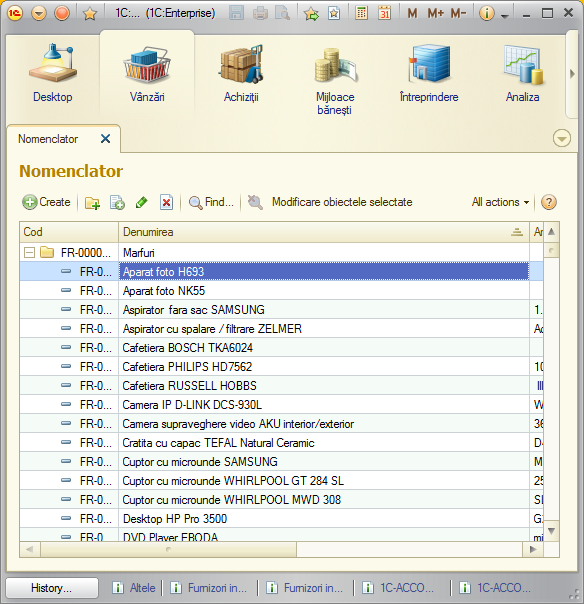 1C:... (1C:Enterprise)
M M+ M-
31
Desktop
Vânzări
Achiziții
Mijloace bănești
Întreprindere
Analiza
Nomenclator
Nomenclator
Create
Find...
Modificare obiectele selectate
All actions
Cod Denumirea Ar
FR-0000... Marfuri
FR-0... Aparat foto H693
FR-0... Aparat foto NK55
FR-0... Aspirator fara sac SAMSUNG 1.
FR-0... Aspirator cu spalare / filtrare ZELMER Ac
FR-0... Cafetiera BOSCH TKA6024
FR-0... Cafetiera PHILIPS HD7562 10
FR-0... Cafetiera RUSSELL HOBBS Ill
FR-0... Camera IP D-LINK DCS-930L W
FR-0... Camera supraveghere video AKU interior/exterior 36
FR-0... Cratita cu capac TEFAL Natural Ceramic D-
FR-0... Cuptor cu microunde SAMSUNG M
FR-0... Cuptor cu microunde WHIRLPOOL GT 284 SL 25
FR-0... Cuptor cu microunde WHIRLPOOL MWD 308 SL
FR-0... Desktop HP Pro 3500 G.
FR-0... DVD Player EBODA mi
History... Altele Furnizori in... Furnizori in... 1C-ACCO... 1C-ACCO...